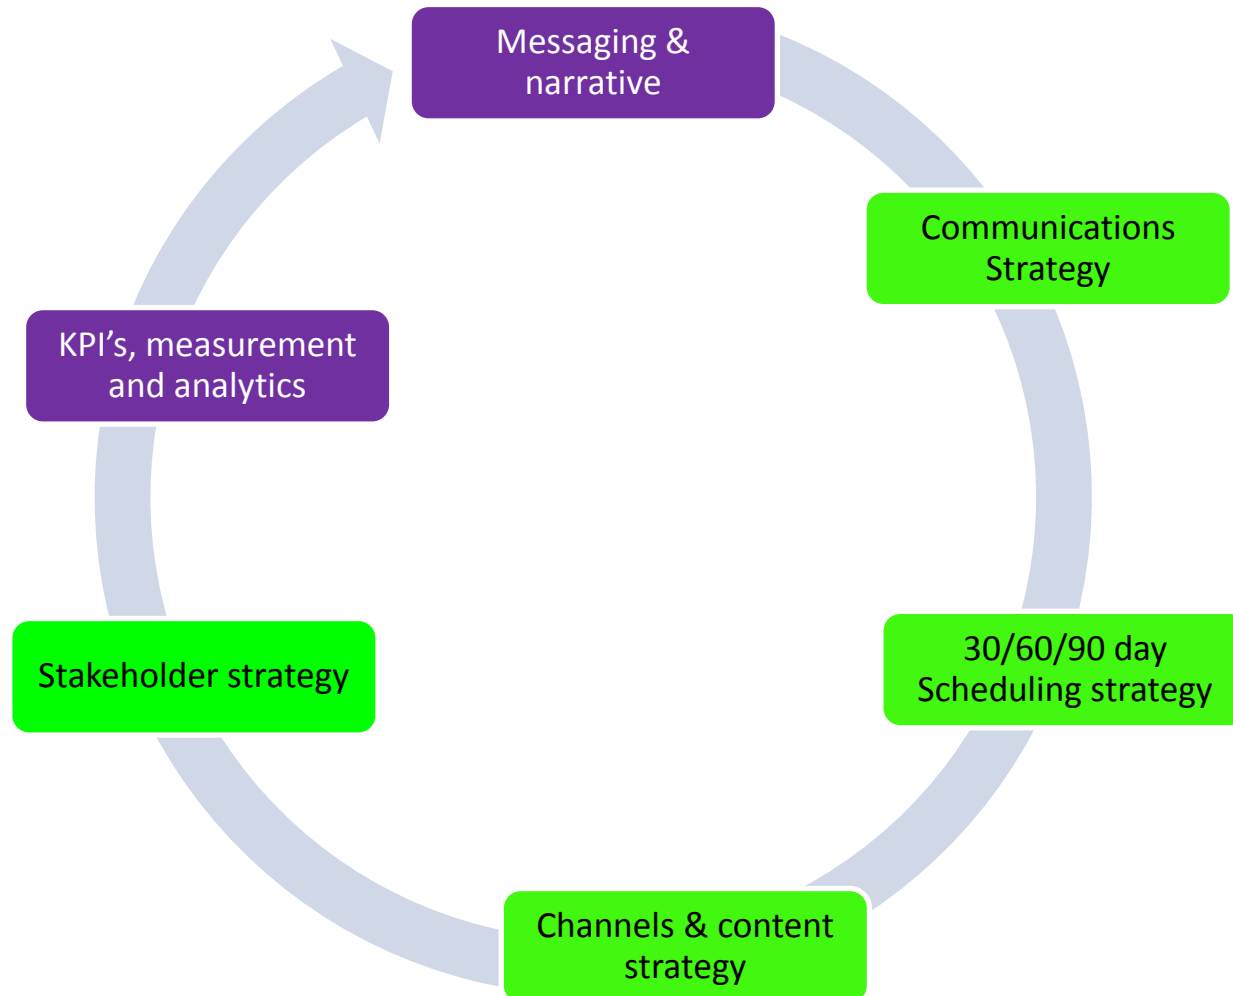 Messaging &
narrative
Communications
Strategy
30/60/90 day
Scheduling strategy
Channels & content
strategy
Stakeholder strategy
KPI’s, measurement
and analytics